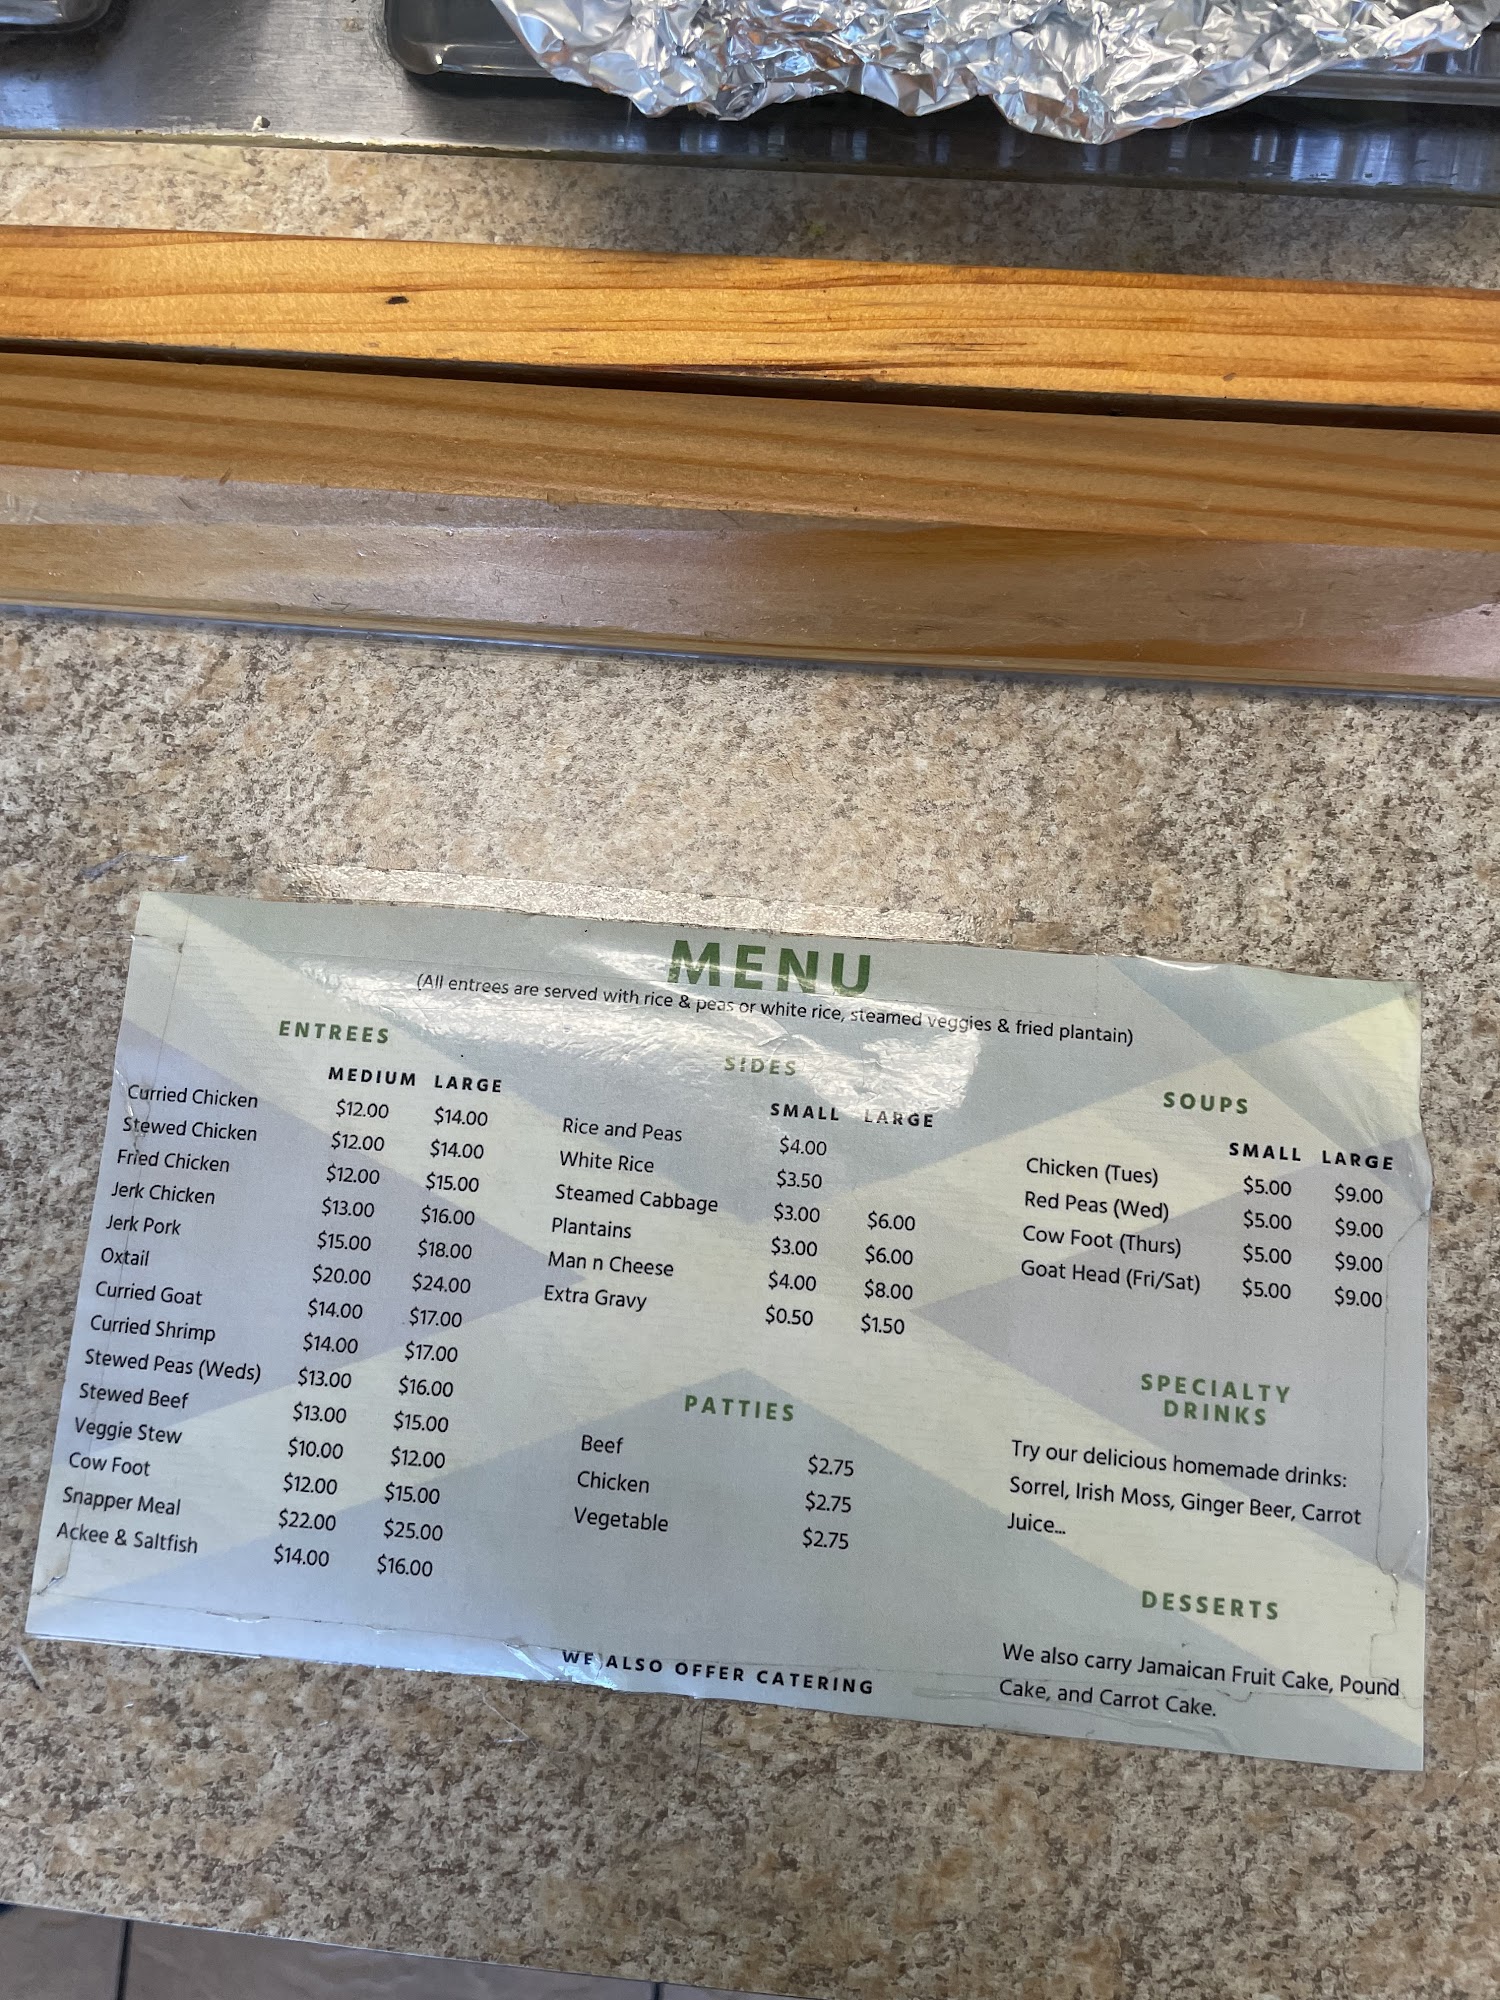 MENU
(All entrees are served with rice & peas or white rice, steamed veggies & fried plantain)
ENTREES
MEDIUM LARGE
Curried Chicken $12.00 $14.00
Stewed Chicken $12.00 $14.00
Fried Chicken $12.00 $15.00
Jerk Chicken $13.00 $16.00
Jerk Pork $15.00 $18.00
Oxtail $20.00 $24.00
Curried Goat $14.00 $17.00
Curried Shrimp $14.00 $17.00
Stewed Peas (Weds) $13.00 $16.00
Stewed Beef $13.00 $15.00
Veggie Stew $10.00 $12.00
Cow Foot $12.00 $15.00
Snapper Meal $22.00 $25.00
Ackee & Saltfish $14.00 $16.00
SIDES
SMALL LARGE
Rice and Peas $4.00
White Rice $3.50
Steamed Cabbage $3.00 $6.00
Plantains $3.00 $6.00
Man n Cheese $4.00 $8.00
Extra Gravy $0.50 $1.50
PATTIES
Beef $2.75
Chicken $2.75
Vegetable $2.75
SOUPS
SMALL LARGE
Chicken (Tues) $5.00 $9.00
Red Peas (Wed) $5.00 $9.00
Cow Foot (Thurs) $5.00 $9.00
Goat Head (Fri/Sat) $5.00 $9.00
SPECIALTY
DRINKS
Try our delicious homemade drinks:
Sorrel, Irish Moss, Ginger Beer, Carrot
Juice...
DESSERTS
We also carry Jamaican Fruit Cake, Pound
Cake, and Carrot Cake.
WE ALSO OFFER CATERING